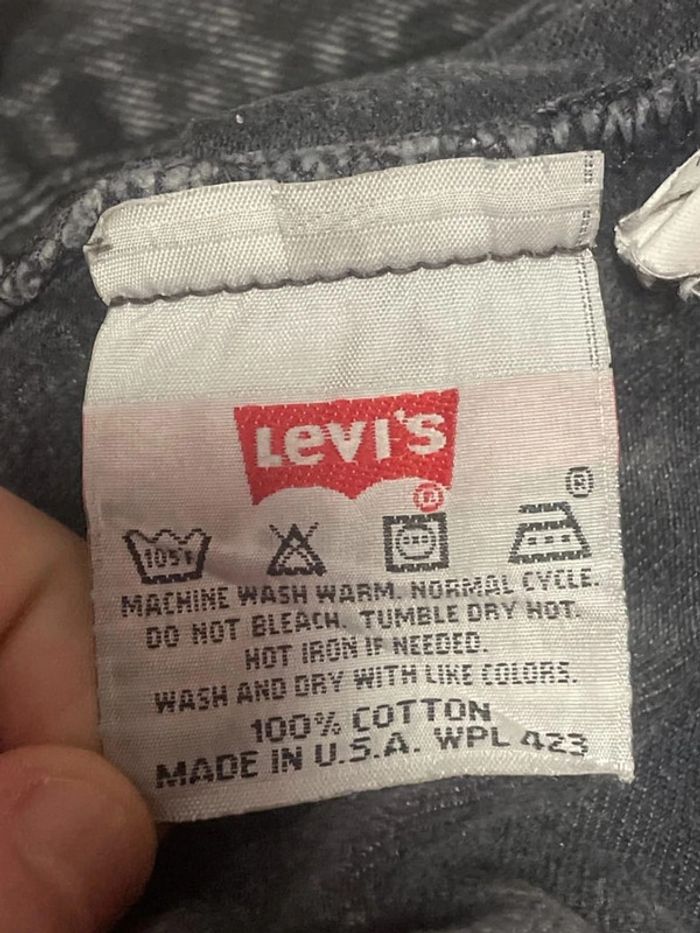 Levi's
®
®
105°F
MACHINE WASH WARM. NORMAL CYCLE.
DO NOT BLEACH. TUMBLE DRY HOT.
HOT IRON IF NEEDED.
WASH AND DRY WITH LIKE COLORS.
100% COTTON
MADE IN U.S.A. WPL 423